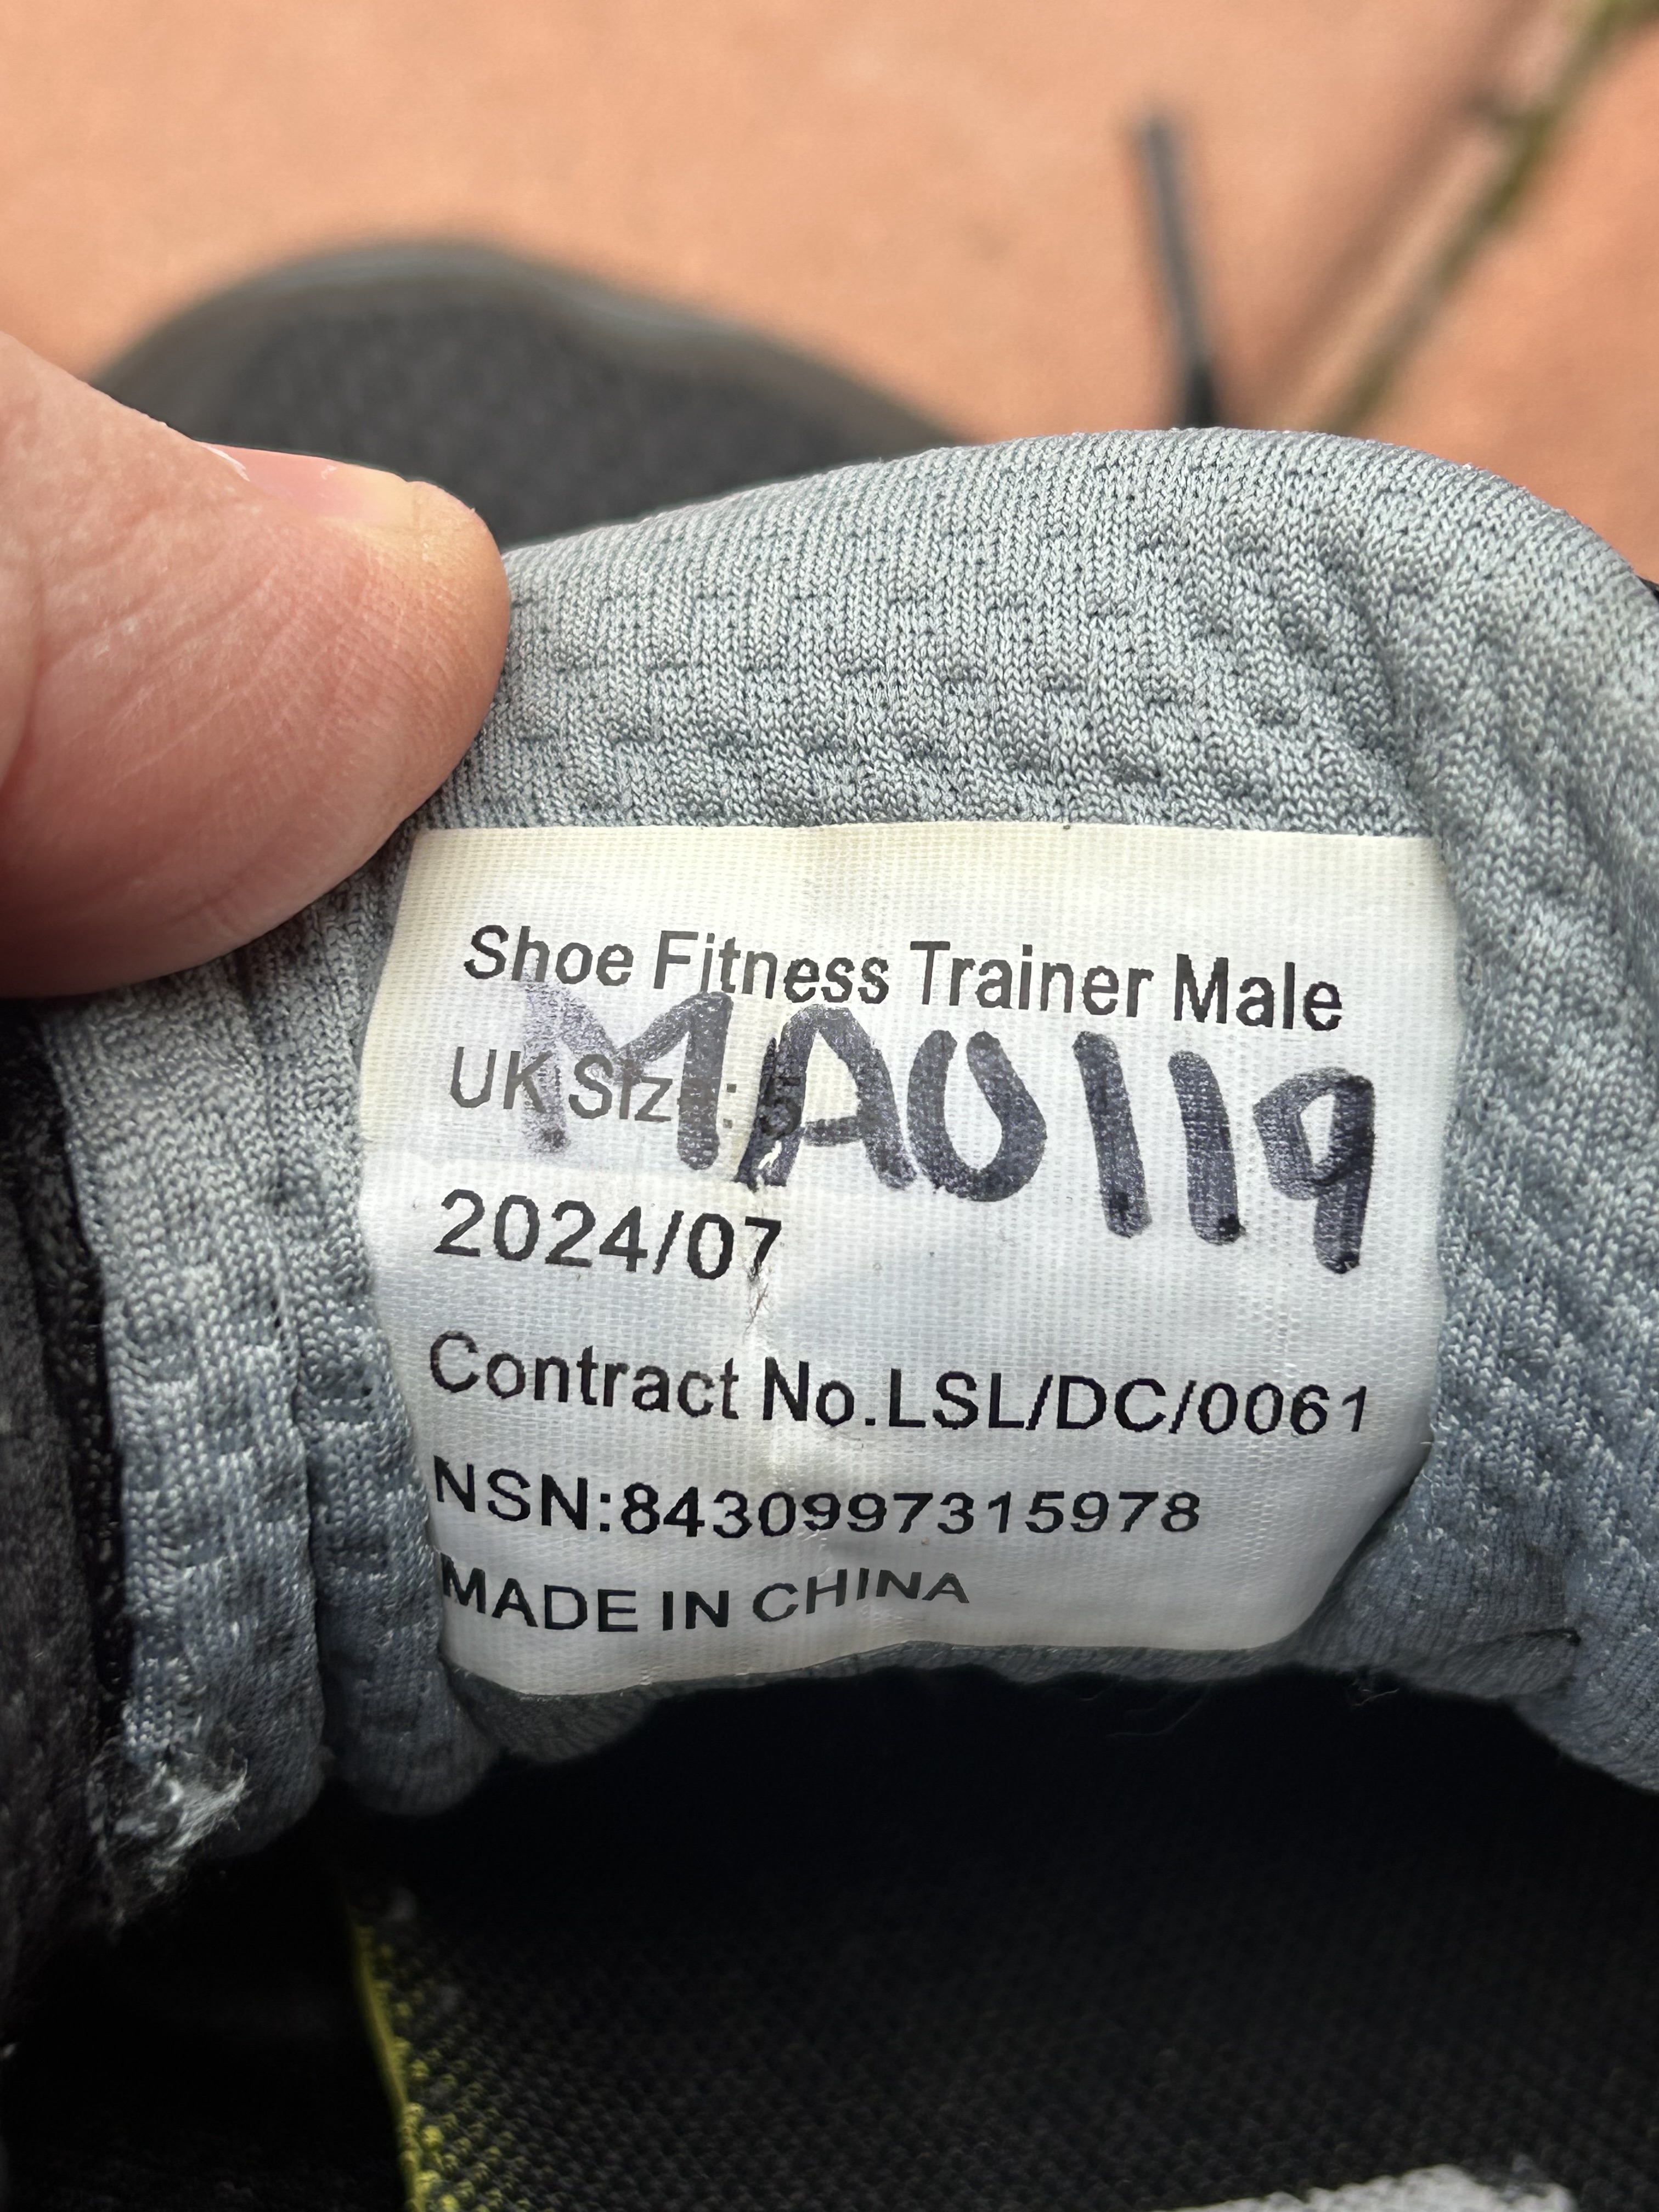 Shoe Fitness Trainer Male
UK Size: 5
MA0119
2024/07
Contract No.LSL/DC/0061
NSN:8430997315978
MADE IN CHINA